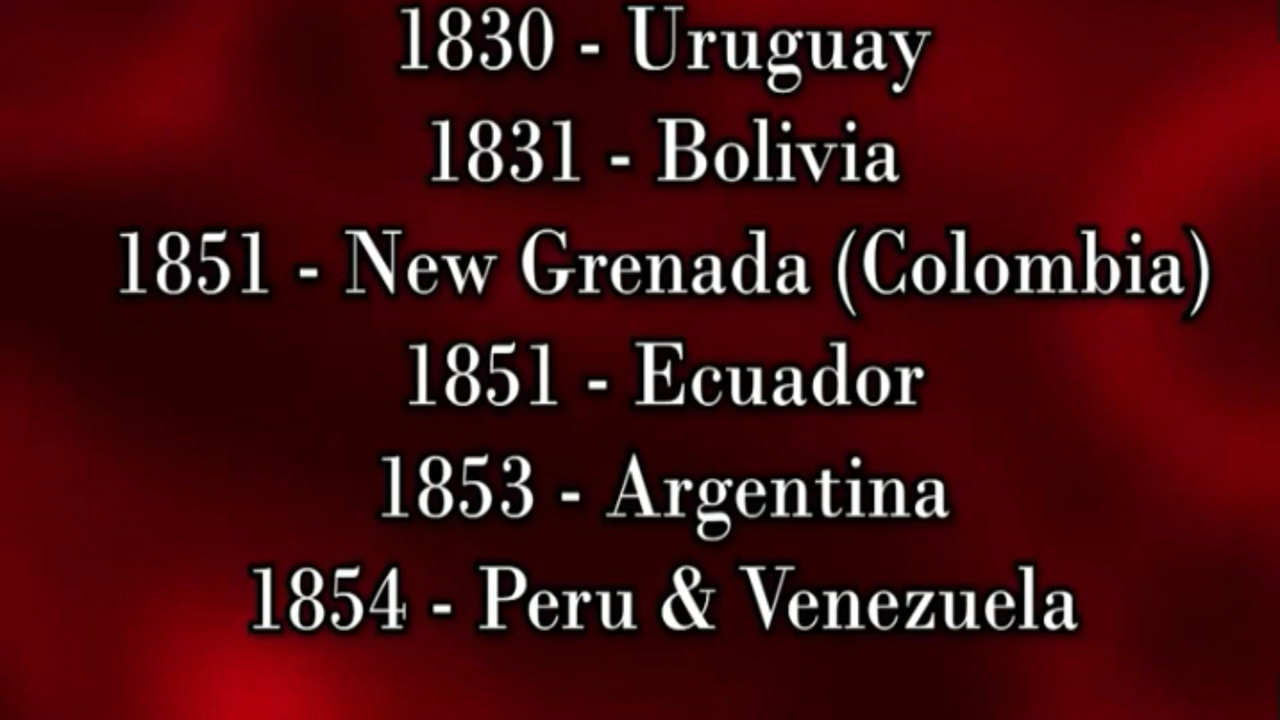 1830 - Uruguay
1831 - Bolivia
1851 - New Grenada (Colombia)
1851 - Ecuador
1853 - Argentina
1854 - Peru & Venezuela